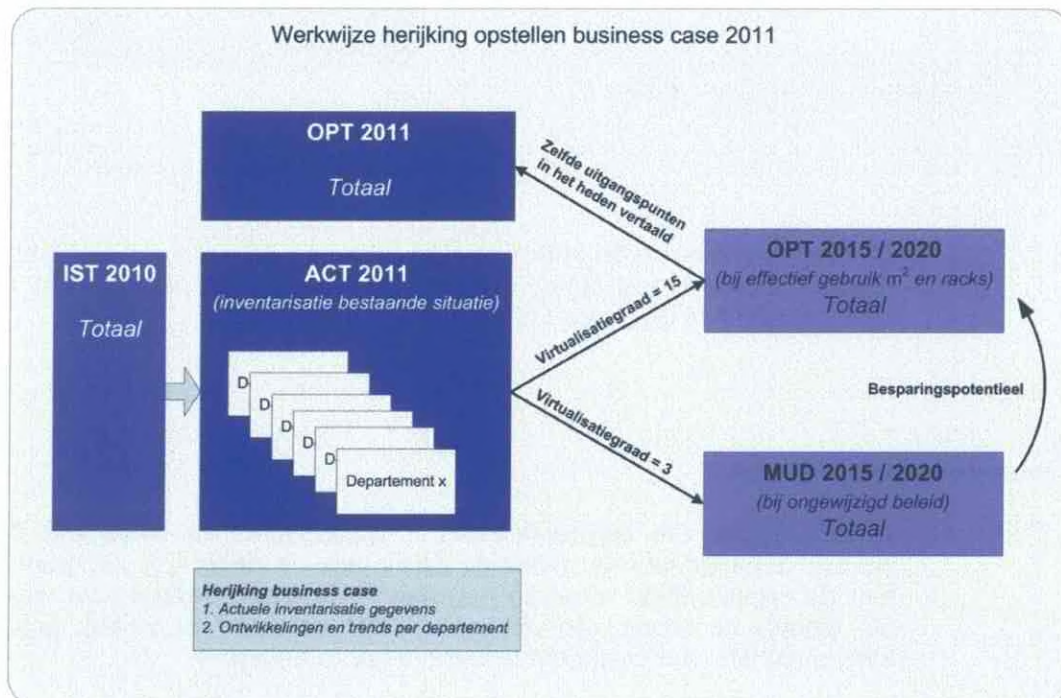 Werkwijze herijking opstellen business case 2011
OPT 2011
Totaal
Zelfde uitgangspunten
in het heden vertaald
IST 2010
Totaal
ACT 2011
(inventarisatie bestaande situatie)
D
D
D
D
D
Departement x
Virtualisatiegraad = 15
Virtualisatiegraad = 3
OPT 2015 / 2020
(bij effectief gebruik m² en racks)
Totaal
Besparingspotentieel
MUD 2015 / 2020
(bij ongewijzigd beleid)
Totaal
Herijking business case
1. Actuele inventarisatie gegevens
2. Ontwikkelingen en trends per departement